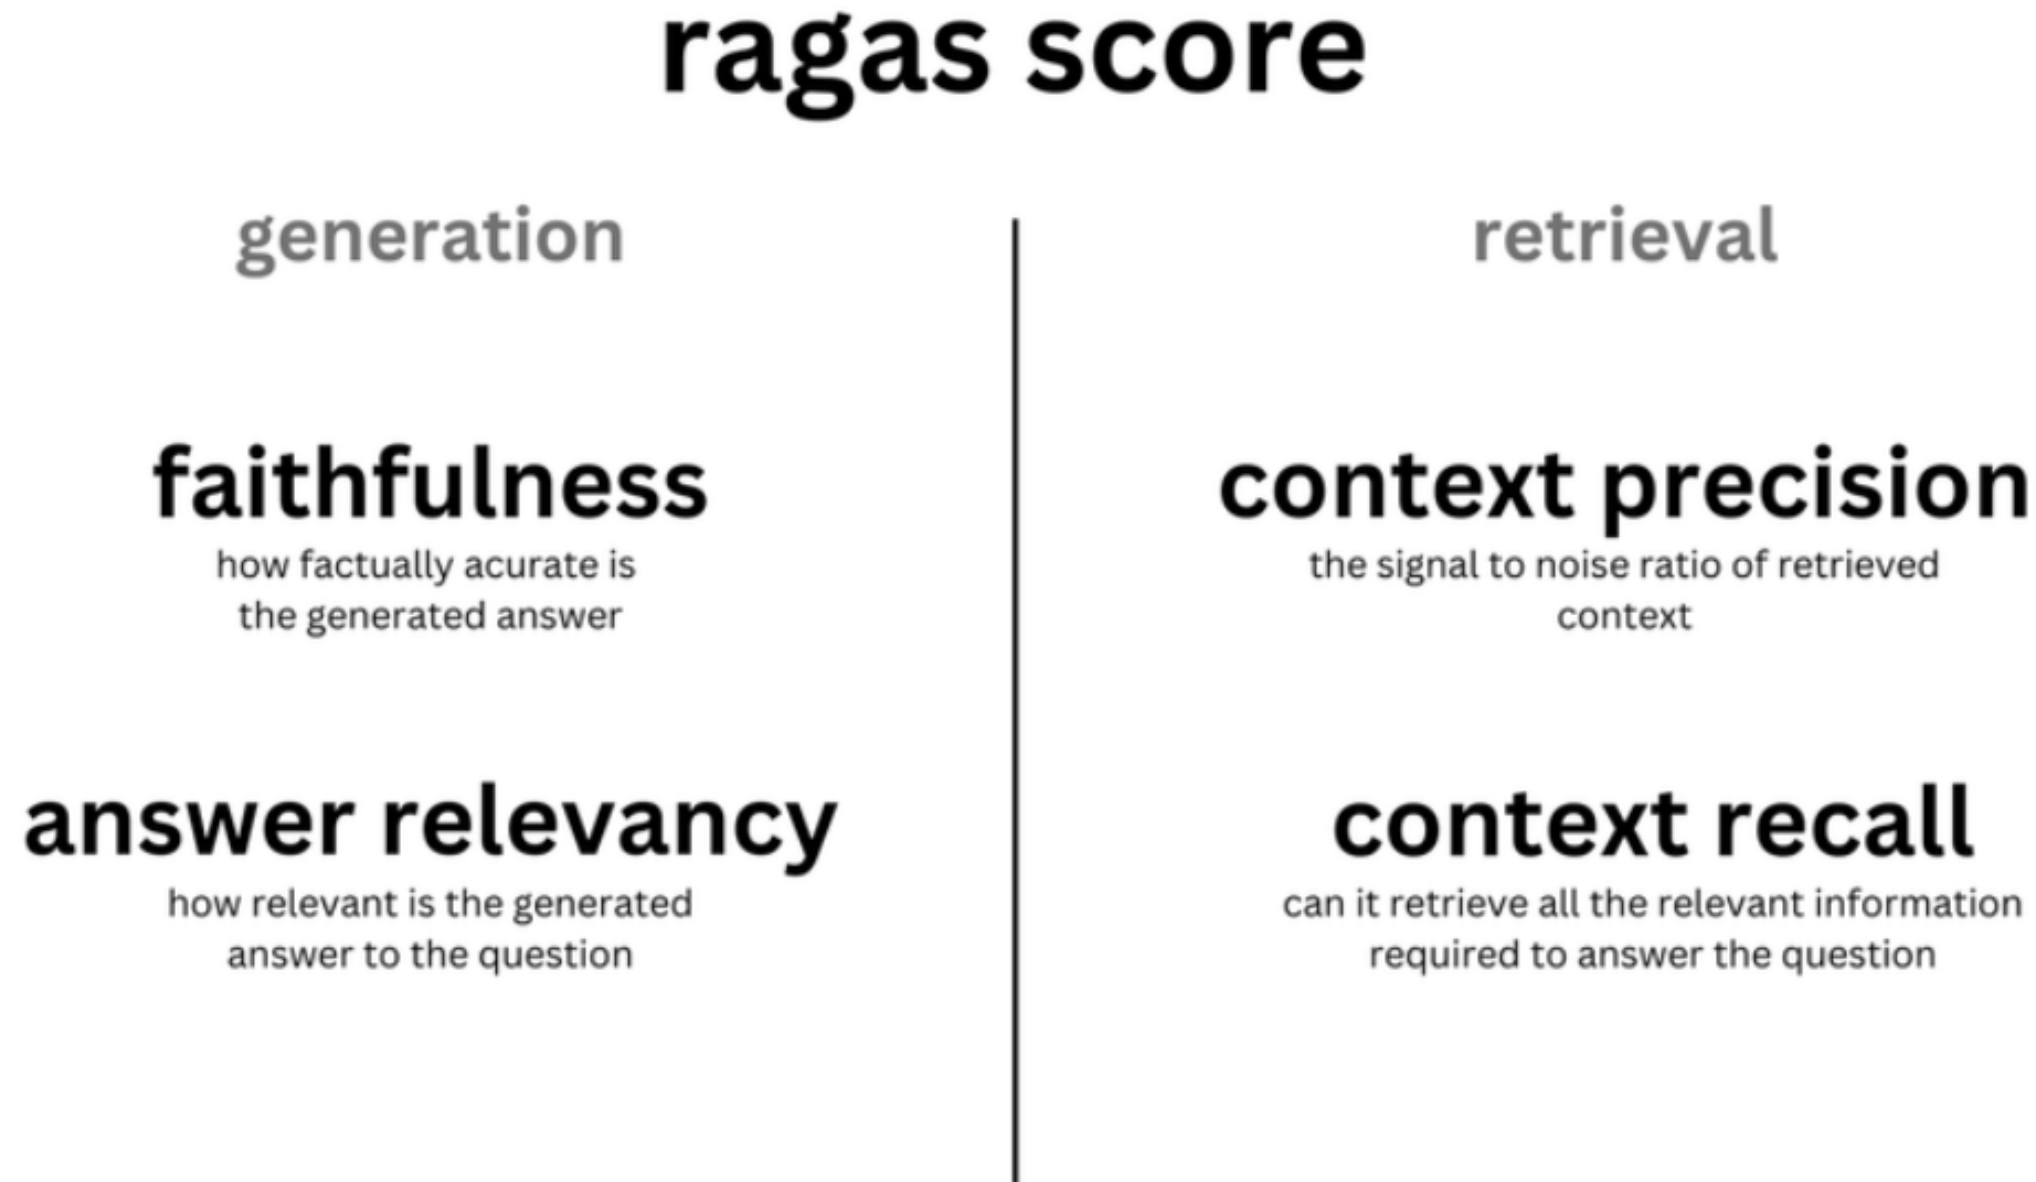 ragas score
generation
faithfulness
how factually acurate is
the generated answer
answer relevancy
how relevant is the generated
answer to the question
retrieval
context precision
the signal to noise ratio of retrieved
context
context recall
can it retrieve all the relevant information
required to answer the question